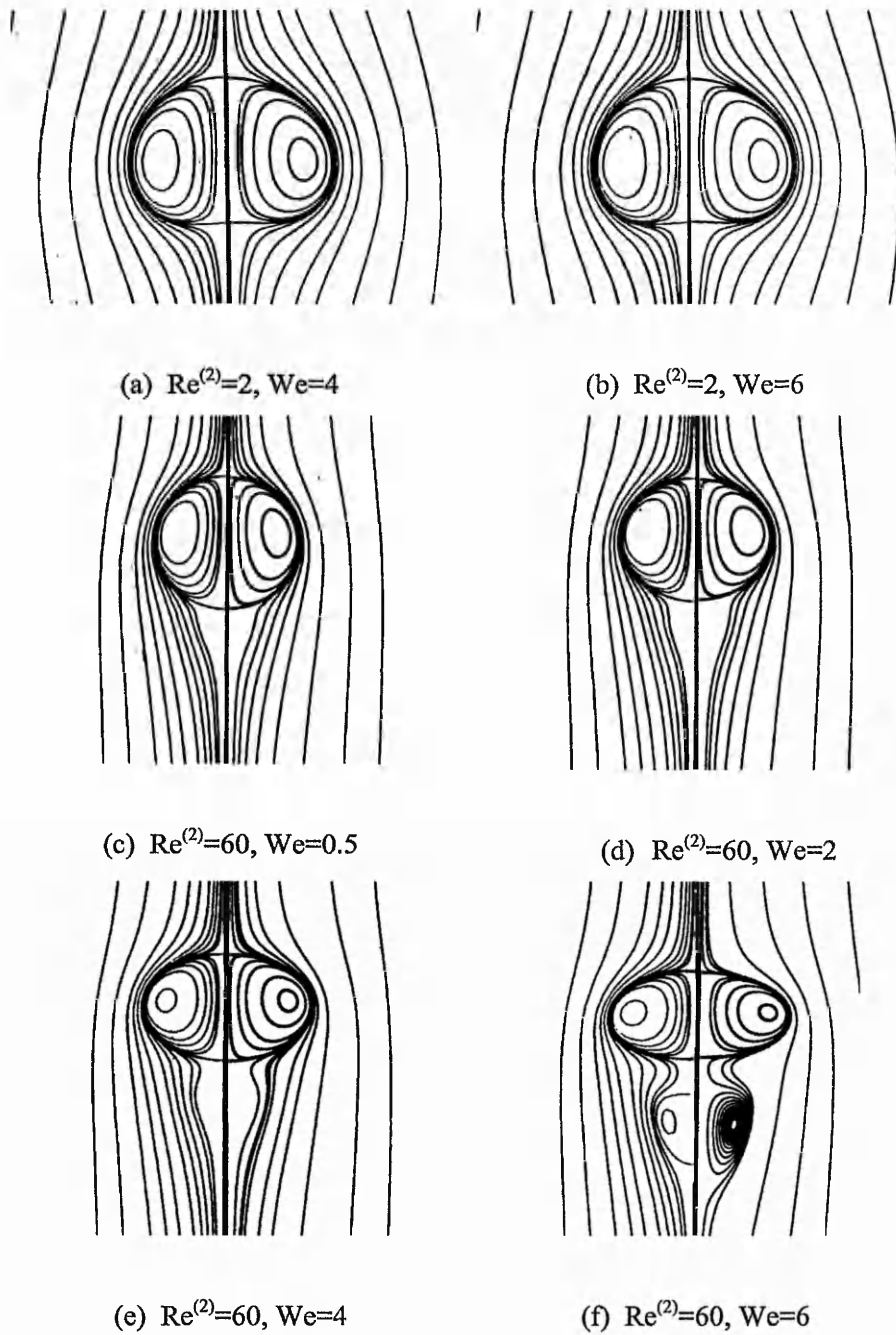 (a) Re⁽²⁾=2, We=4
(b) Re⁽²⁾=2, We=6
(c) Re⁽²⁾=60, We=0.5
(d) Re⁽²⁾=60, We=2
(e) Re⁽²⁾=60, We=4
(f) Re⁽²⁾=60, We=6